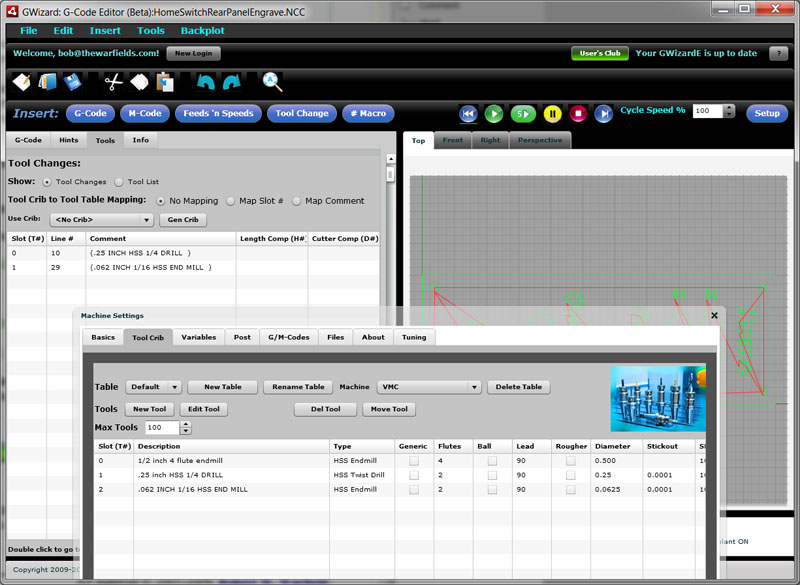 GWizard: G-Code Editor (Beta):HomeSwitchRearPanelEngrave.NCC
File Edit Insert Tools Backplot
Welcome, bob@thewarfields.com! New Login User's Club Your GWizardE is up to date ?
Insert: G-Code M-Code Feeds 'n Speeds Tool Change # Macro Cycle Speed % 100 Setup
G-Code Hints Tools Info Top Front Right Perspective
Tool Changes:
Show: Tool Changes Tool List
Tool Crib to Tool Table Mapping: No Mapping Map Slot # Map Comment
Use Crib: <No Crib> Gen Crib
Slot (T#) Line # Comment Length Comp (H#) Cutter Comp (D#)
0 10 (.25 INCH HSS 1/4 DRILL )
1 29 (.062 INCH 1/16 HSS END MILL )
Machine Settings
Basics Tool Crib Variables Post G/M-Codes Files About Tuning
Table Default New Table Rename Table Machine VMC Delete Table
Tools New Tool Edit Tool Del Tool Move Tool
Max Tools 100
Slot (T#) Description Type Generic Flutes Ball Lead Rougher Diameter Stickout
0 1/2 inch 4 flute endmill HSS Endmill 4 90 0.500
1 .25 inch HSS 1/4 DRILL HSS Twist Drill 2 90 0.25 0.0001
2 .062 INCH 1/16 HSS END MILL HSS Endmill 2 90 0.0625 0.0001
Double click to go t
ant ON
Copyright 2009-20